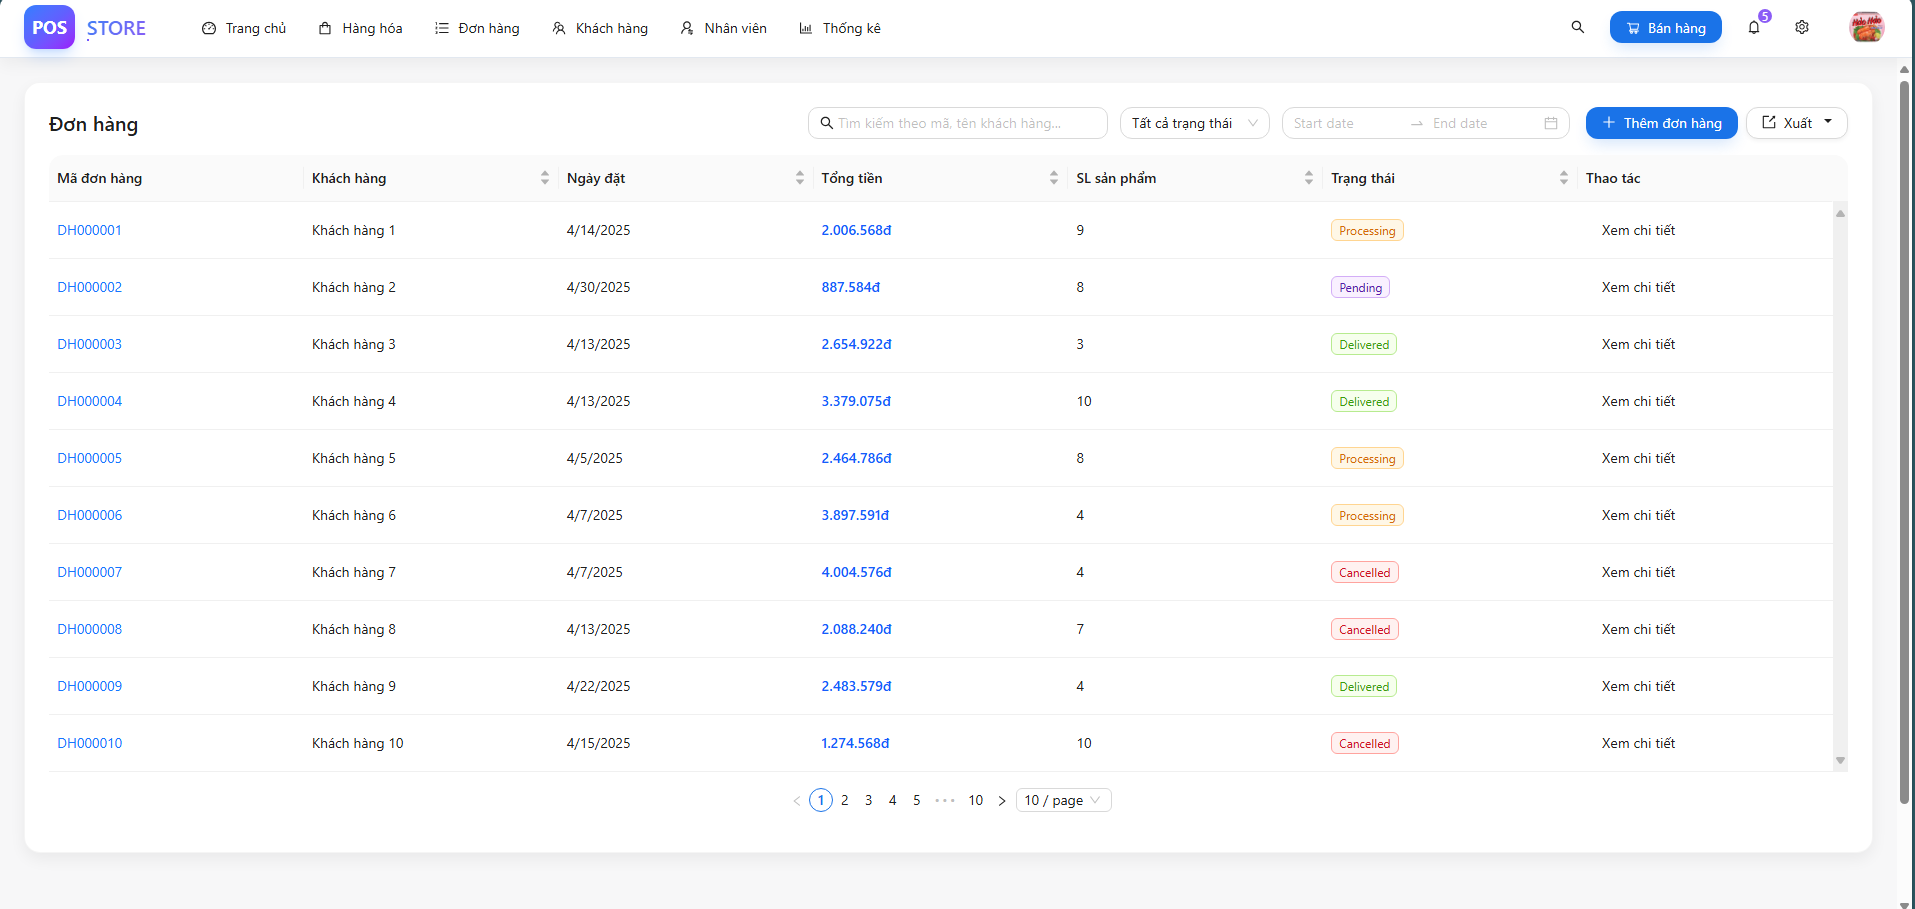 POS STORE Trang chủ Hàng hóa Đơn hàng Khách hàng Nhân viên Thống kê Bán hàng 5
Đơn hàng Tìm kiếm theo mã, tên khách hàng... Tất cả trạng thái Start date End date Thêm đơn hàng Xuất
Mã đơn hàng Khách hàng Ngày đặt Tổng tiền SL sản phẩm Trạng thái Thao tác
DH000001 Khách hàng 1 4/14/2025 2.006.568đ 9 Processing Xem chi tiết
DH000002 Khách hàng 2 4/30/2025 887.584đ 8 Pending Xem chi tiết
DH000003 Khách hàng 3 4/13/2025 2.654.922đ 3 Delivered Xem chi tiết
DH000004 Khách hàng 4 4/13/2025 3.379.075đ 10 Delivered Xem chi tiết
DH000005 Khách hàng 5 4/5/2025 2.464.786đ 8 Processing Xem chi tiết
DH000006 Khách hàng 6 4/7/2025 3.897.591đ 4 Processing Xem chi tiết
DH000007 Khách hàng 7 4/7/2025 4.004.576đ 4 Cancelled Xem chi tiết
DH000008 Khách hàng 8 4/13/2025 2.088.240đ 7 Cancelled Xem chi tiết
DH000009 Khách hàng 9 4/22/2025 2.483.579đ 4 Delivered Xem chi tiết
DH000010 Khách hàng 10 4/15/2025 1.274.568đ 10 Cancelled Xem chi tiết
1 2 3 4 5 ••• 10 10 / page